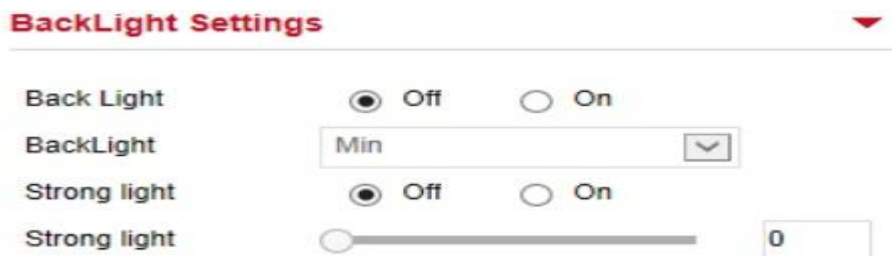 BackLight Settings
Back Light Off On
BackLight Min
Strong light Off On
Strong light 0